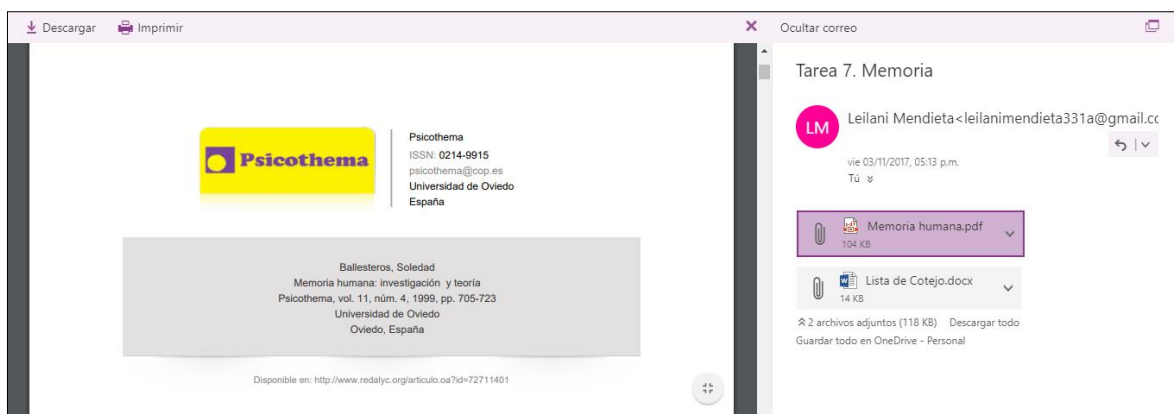 Descargar Imprimir
Psicothema
Psicothema
ISSN: 0214-9915
psicothema@cop.es
Universidad de Oviedo
España
Ballesteros, Soledad
Memoria humana: investigación y teoría
Psicothema, vol. 11, núm. 4, 1999, pp. 705-723
Universidad de Oviedo
Oviedo, España
Disponible en: http://www.redalyc.org/articulo.oa?id=72711401
Ocultar correo
Tarea 7. Memoria
LM
Leilani Mendieta<leilanimendieta331a@gmail.cc
vie 03/11/2017, 05:13 p.m.
Tú
Memoria humana.pdf
104 KB
Lista de Cotejo.docx
14 KB
2 archivos adjuntos (118 KB) Descargar todo
Guardar todo en OneDrive - Personal